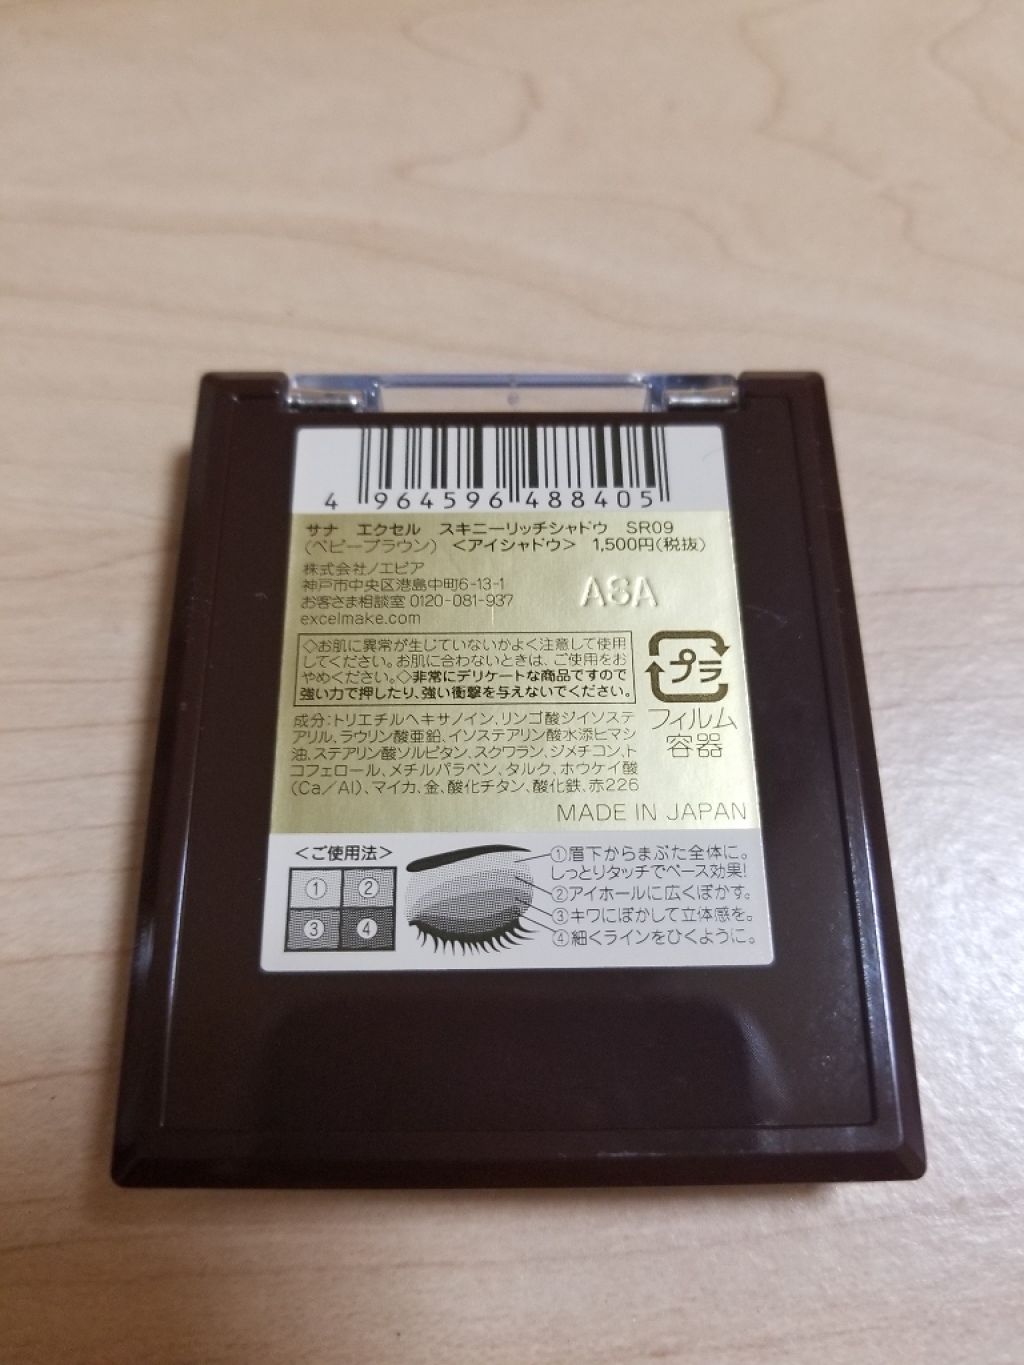 4 964596 488405
サナ エクセル スキニーリッチシャドウ SR09
(ベビーブラウン) <アイシャドウ> 1,500円(税抜)
株式会社ノエビア
神戸市中央区港島中町6-13-1
お客さま相談室 0120-081-937
excelmake.com
A8A
◇お肌に異常が生じていないかよく注意して使用
してください。お肌に合わないときは、ご使用をお
やめください。◇非常にデリケートな商品ですので
強い力で押したり、強い衝撃を与えないでください。
プラ
フィルム
容器
成分:トリエチルヘキサノイン、リンゴ酸ジイソステ
アリル、ラウリン酸亜鉛、イソステアリン酸水添ヒマシ
油、ステアリン酸ソルビタン、スクワラン、ジメチコン、ト
コフェロール、メチルパラベン、タルク、ホウケイ酸
(Ca/Al)、マイカ、金、酸化チタン、酸化鉄、赤226
MADE IN JAPAN
<ご使用法>
① ②
③ ④
①眉下からまぶた全体に。
しっとりタッチでベース効果!
②アイホールに広くぼかす。
③キワにぼかして立体感を。
④細くラインをひくように。